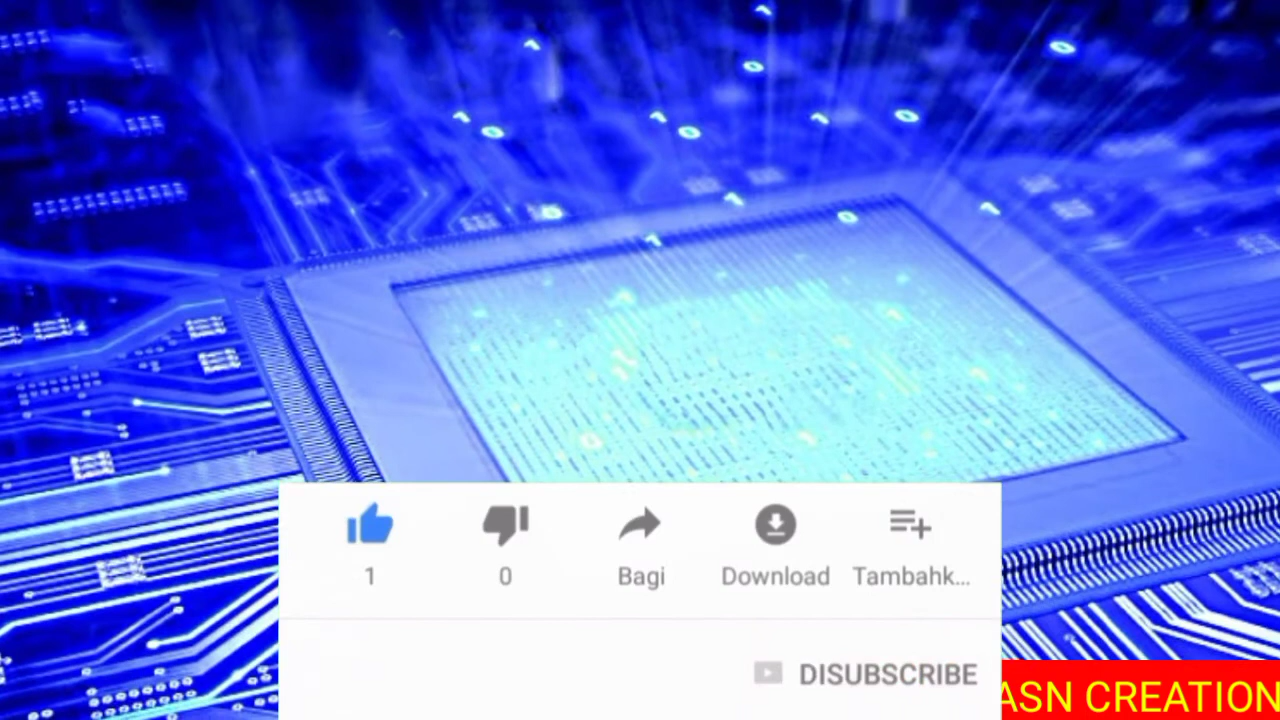 1
0
Bagi
Download
Tambahk...
DISUBSCRIBE
ASN CREATION